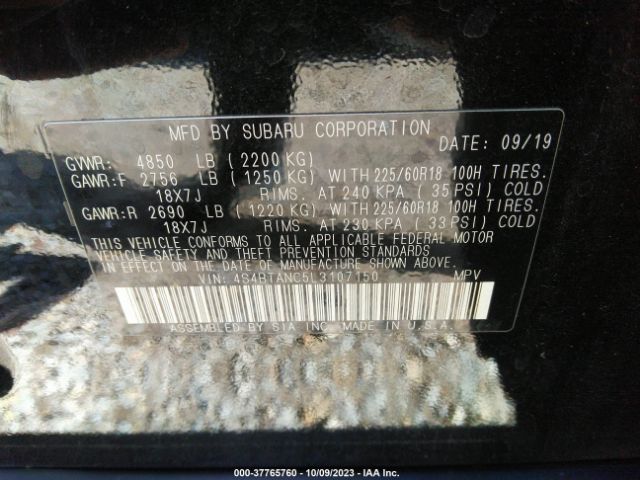 MFD BY SUBARU CORPORATION DATE: 09/19
GVWR: 4850 LB (2200 KG)
GAWR:F 2756 LB (1250 KG) WITH 225/60R18 100H TIRES.
18X7J RIMS. AT 240 KPA (35 PSI) COLD
GAWR:R 2690 LB (1220 KG) WITH 225/60R18 100H TIRES.
18X7J RIMS. AT 230 KPA (33 PSI) COLD
THIS VEHICLE CONFORMS TO ALL APPLICABLE FEDERAL MOTOR
VEHICLE SAFETY AND THEFT PREVENTION STANDARDS IN
EFFECT ON THE DATE OF MANUFACTURE SHOWN ABOVE.
VIN: 4S4BTANC5L3107150 MPV
ASSEMBLED BY SIA INC. MADE IN U.S.A.
000-37765760 - 10/09/2023 - IAA Inc.